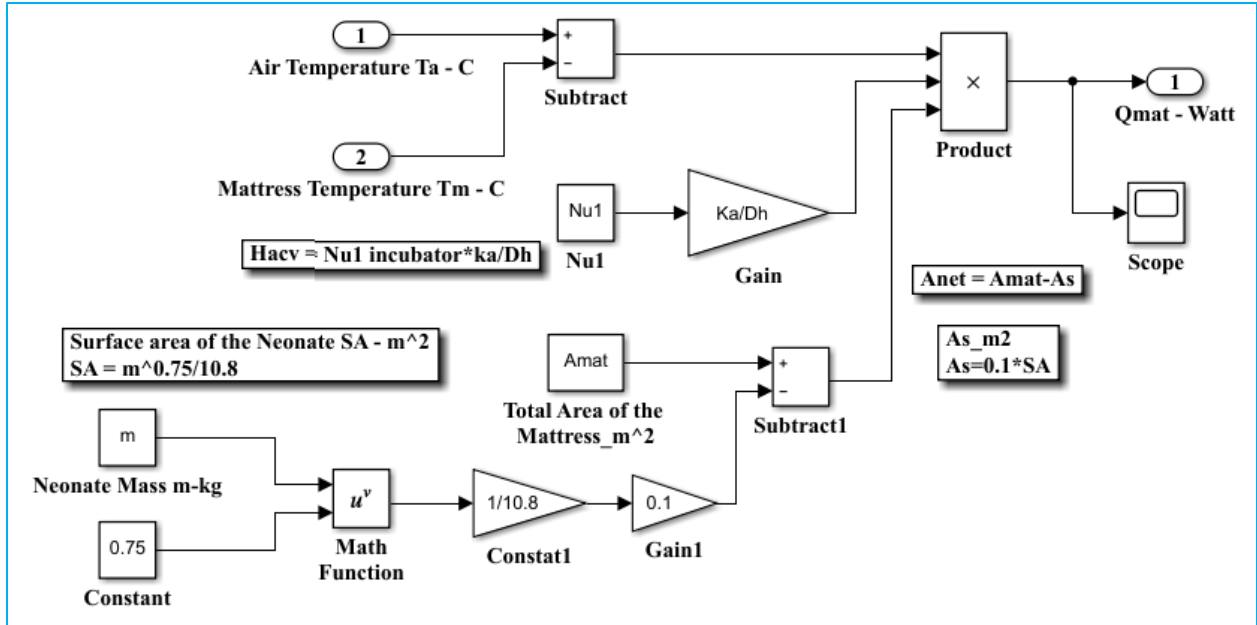 1
Air Temperature Ta - C
+
−
Subtract
2
Mattress Temperature Tm - C
×
Product
1
Qmat - Watt
Scope
Nu1
Nu1
Ka/Dh
Gain
Hacv = Nu1 incubator*ka/Dh
Anet = Amat-As
As_m2
As=0.1*SA
Surface area of the Neonate SA - m^2
SA = m^0.75/10.8
Amat
Total Area of the
Mattress_m^2
+
−
Subtract1
m
Neonate Mass m-kg
0.75
Constant
u^v
Math
Function
1/10.8
Constat1
0.1
Gain1